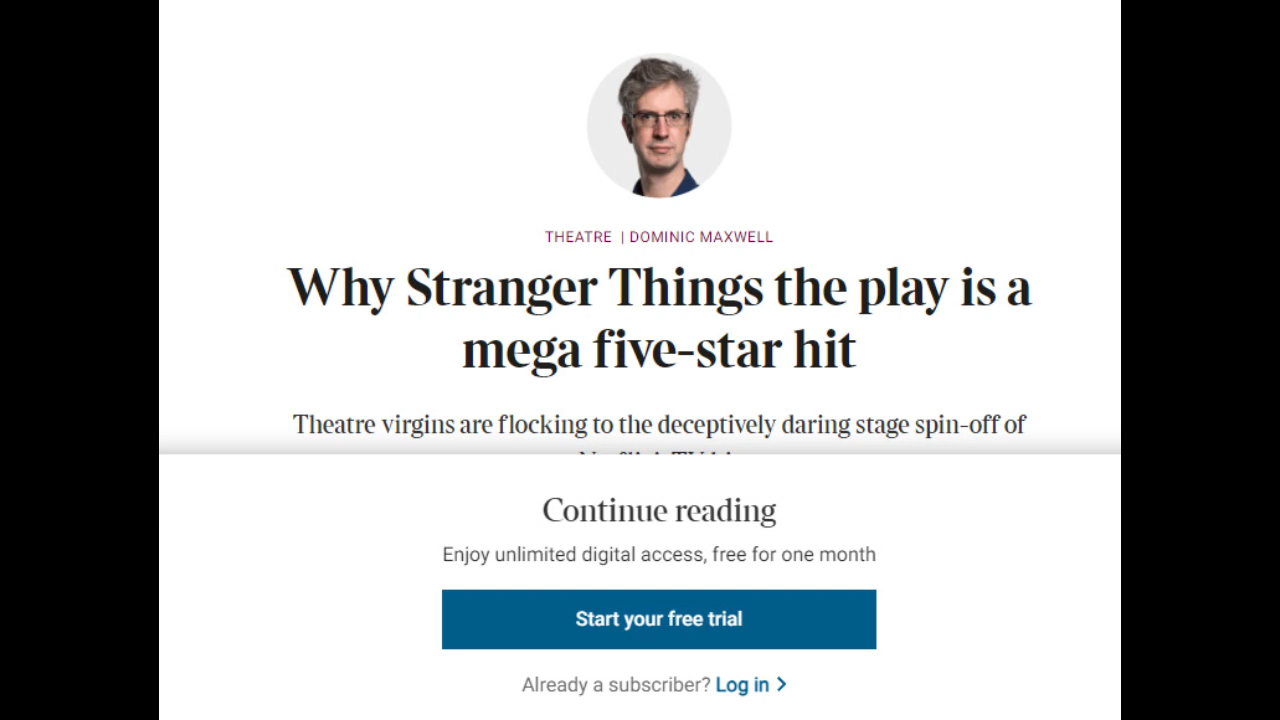 THEATRE | DOMINIC MAXWELL
Why Stranger Things the play is a
mega five-star hit
Theatre virgins are flocking to the deceptively daring stage spin-off of
Continue reading
Enjoy unlimited digital access, free for one month
Start your free trial
Already a subscriber? Log in